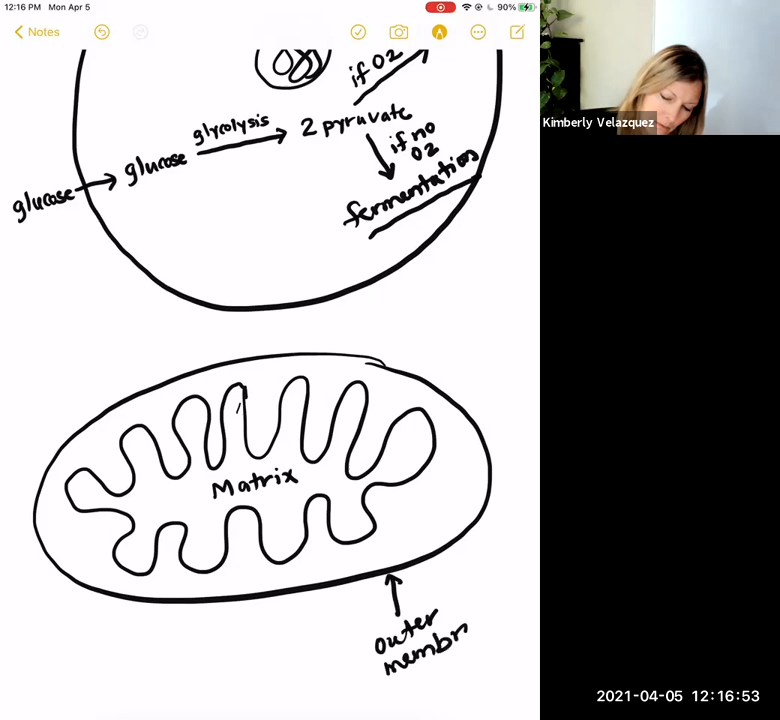 12:16 PM Mon Apr 5
90%
Notes
Kimberly Velazquez
if O2
glycolysis
2 pyruvate
if no
O2
glucose
glucose
fermentation
Matrix
outer
membr
2021-04-05 12:16:53